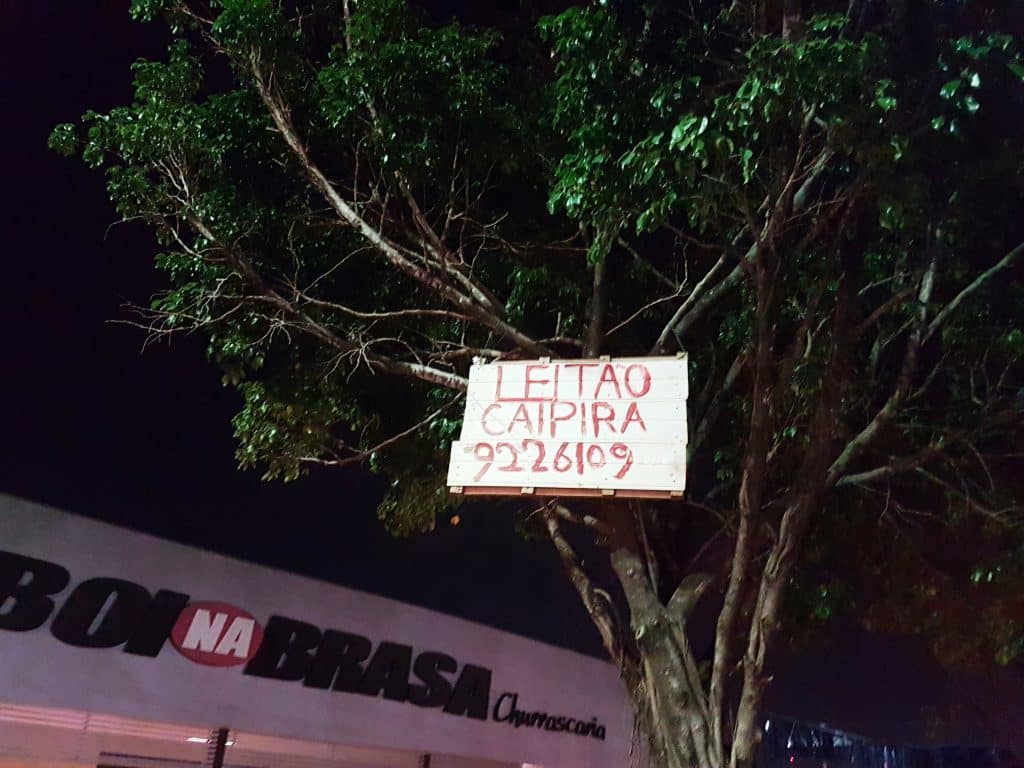 LEITAO
CAIPIRA
9226109
BOI NA BRASA Churrascaria